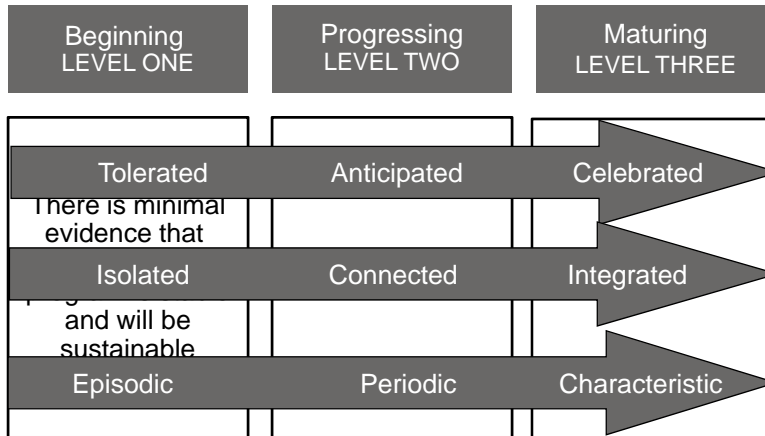 Beginning
LEVEL ONE
Progressing
LEVEL TWO
Maturing
LEVEL THREE
Tolerated Anticipated Celebrated
There is minimal
evidence that
Isolated Connected Integrated
and will be
sustainable
Episodic Periodic Characteristic